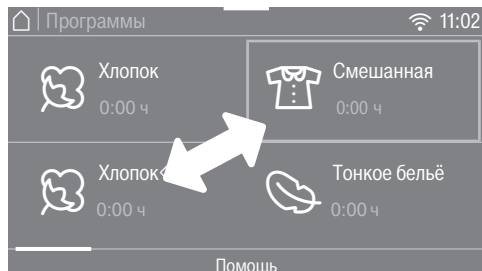 Программы 11:02
Хлопок
0:00 ч
Смешанная
0:00 ч
Хлопок
0:00 ч
Тонкое бельё
0:00 ч
Помощь